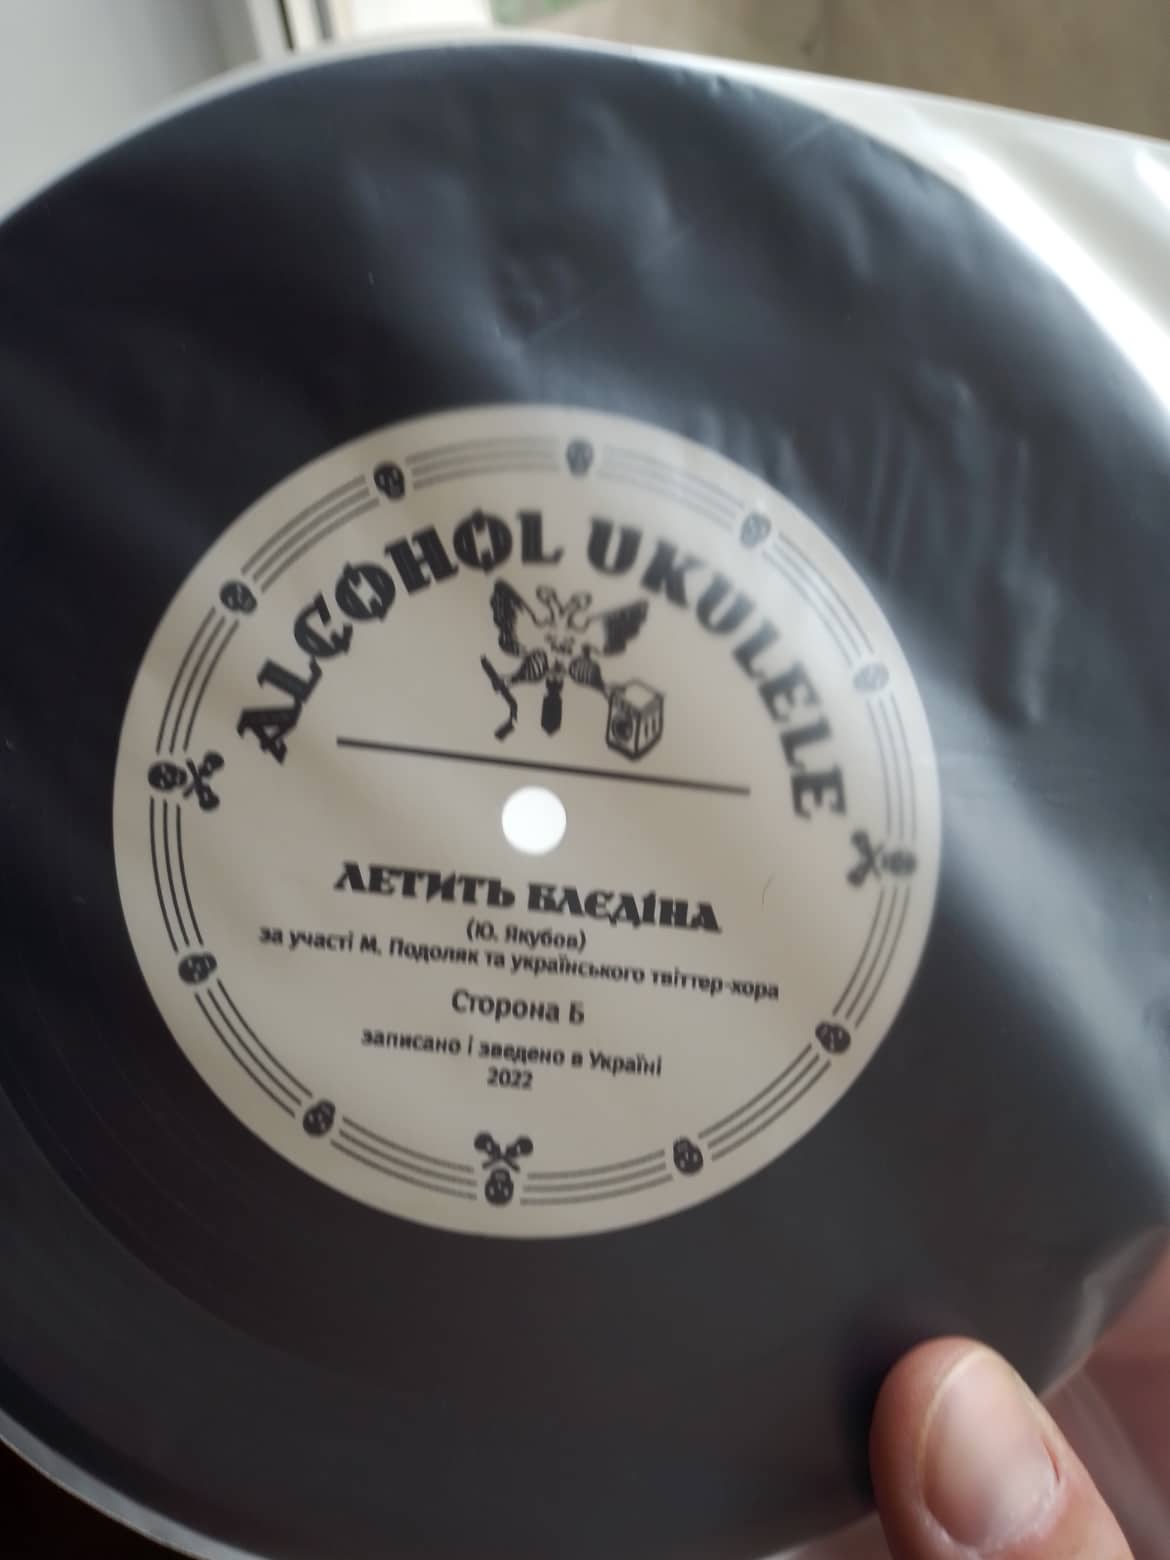 ALCOHOL UKULELE
ЛЕТИТЬ БЛЄДІНА
(Ю. Якубов)
за участі М. Подоляк та українського твіттер-хора
Сторона Б
записано і зведено в Україні
2022